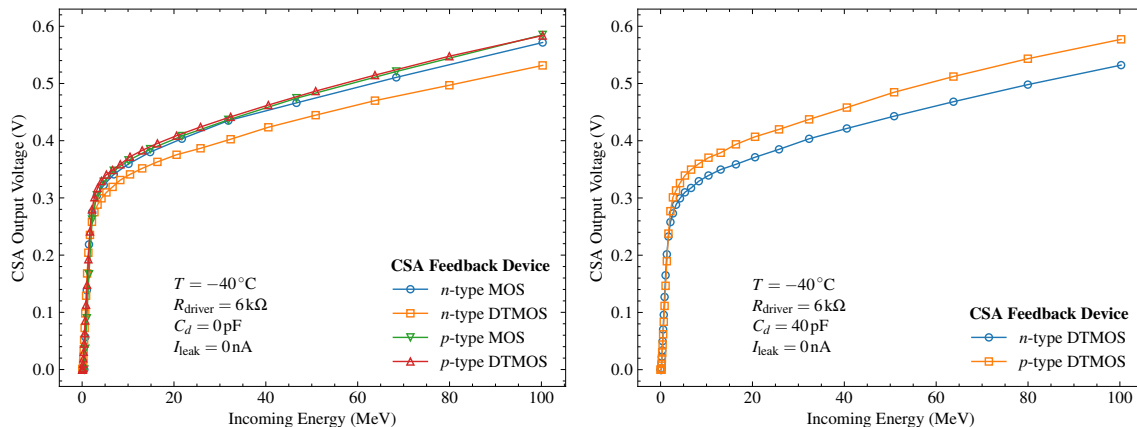 0.6
0.5
0.4
0.3
0.2
0.1
0.0
CSA Output Voltage (V)
T = −40°C
R_driver = 6 kΩ
C_d = 0 pF
I_leak = 0 nA
CSA Feedback Device
n-type MOS
n-type DTMOS
p-type MOS
p-type DTMOS
0 20 40 60 80 100
Incoming Energy (MeV)
0.6
0.5
0.4
0.3
0.2
0.1
0.0
CSA Output Voltage (V)
T = −40°C
R_driver = 6 kΩ
C_d = 40 pF
I_leak = 0 nA
CSA Feedback Device
n-type DTMOS
p-type DTMOS
0 20 40 60 80 100
Incoming Energy (MeV)